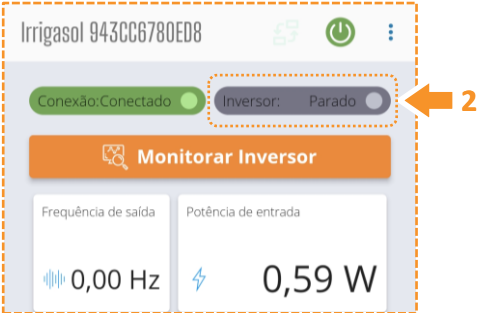 Irrigasol 943CC6780ED8
Conexão:Conectado Inversor: Parado 2
Monitorar Inversor
Frequência de saída Potência de entrada
0,00 Hz 0,59 W